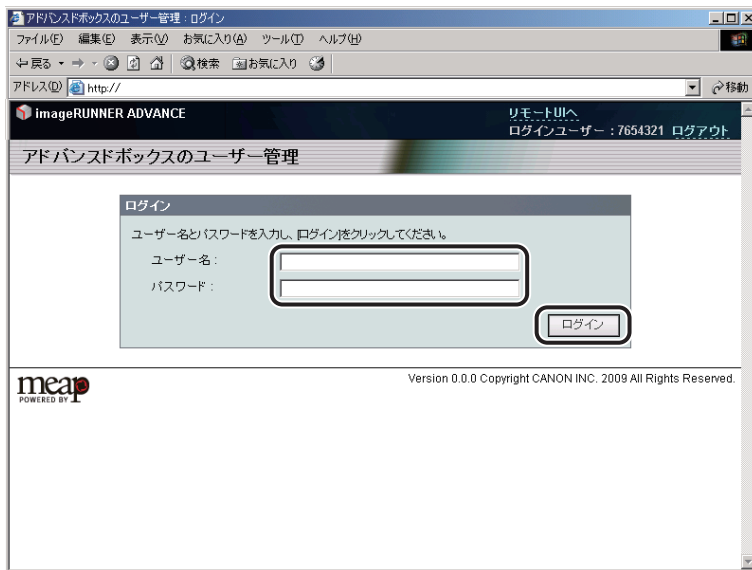 アドバンスドボックスのユーザー管理 : ログイン
ファイル(F) 編集(E) 表示(V) お気に入り(A) ツール(T) ヘルプ(H)
戻る 検索 お気に入り
アドレス(D) http:// 移動
imageRUNNER ADVANCE リモートUIへ
ログインユーザー : 7654321 ログアウト
アドバンスドボックスのユーザー管理
ログイン
ユーザー名とパスワードを入力し、[ログイン]をクリックしてください。
ユーザー名 :
パスワード :
ログイン
meap
POWERED BY
Version 0.0.0 Copyright CANON INC. 2009 All Rights Reserved.